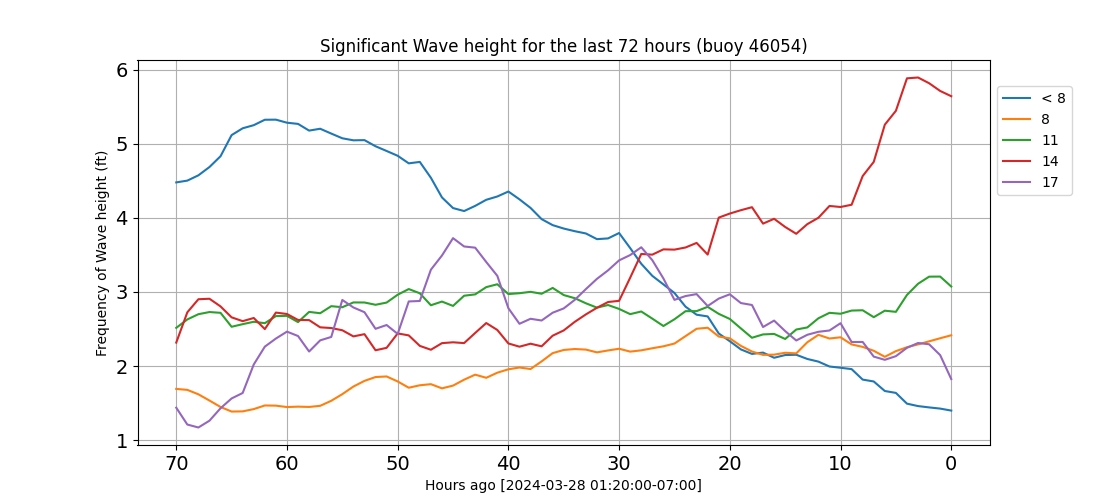 Significant Wave height for the last 72 hours (buoy 46054)
Frequency of Wave height (ft)
6
5
4
3
2
1
70 60 50 40 30 20 10 0
Hours ago [2024-03-28 01:20:00-07:00]
< 8
8
11
14
17